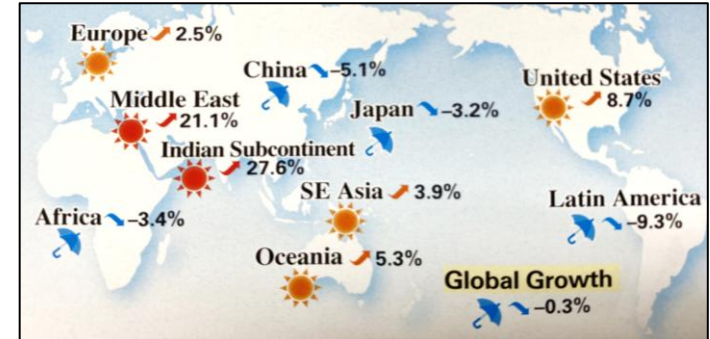 Europe 2.5%
China –5.1%
United States
8.7%
Middle East
21.1%
Japan –3.2%
Indian Subcontinent
27.6%
SE Asia 3.9%
Latin America
–9.3%
Africa –3.4%
Oceania 5.3%
Global Growth
–0.3%